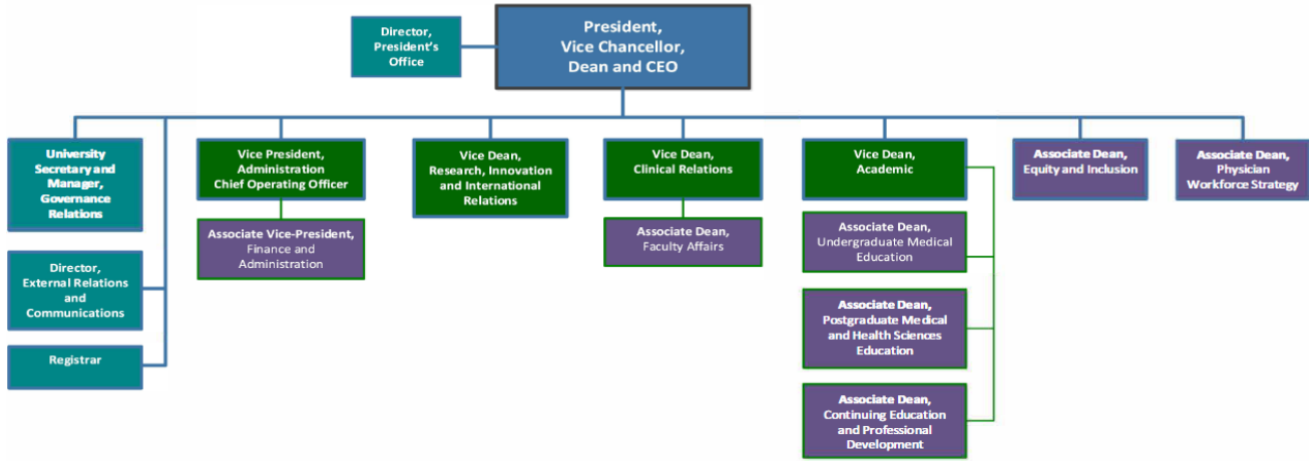 Director,
President's
Office
President,
Vice Chancellor,
Dean and CEO
University
Secretary and
Manager,
Governance
Relations
Vice President,
Administration
Chief Operating Officer
Vice Dean,
Research, Innovation
and International
Relations
Vice Dean,
Clinical Relations
Vice Dean,
Academic
Associate Dean,
Equity and Inclusion
Associate Dean,
Physician
Workforce Strategy
Associate Vice-President,
Finance and
Administration
Associate Dean,
Faculty Affairs
Associate Dean,
Undergraduate Medical
Education
Director,
External Relations
and
Communications
Associate Dean,
Postgraduate Medical
and Health Sciences
Education
Registrar
Associate Dean,
Continuing Education
and Professional
Development